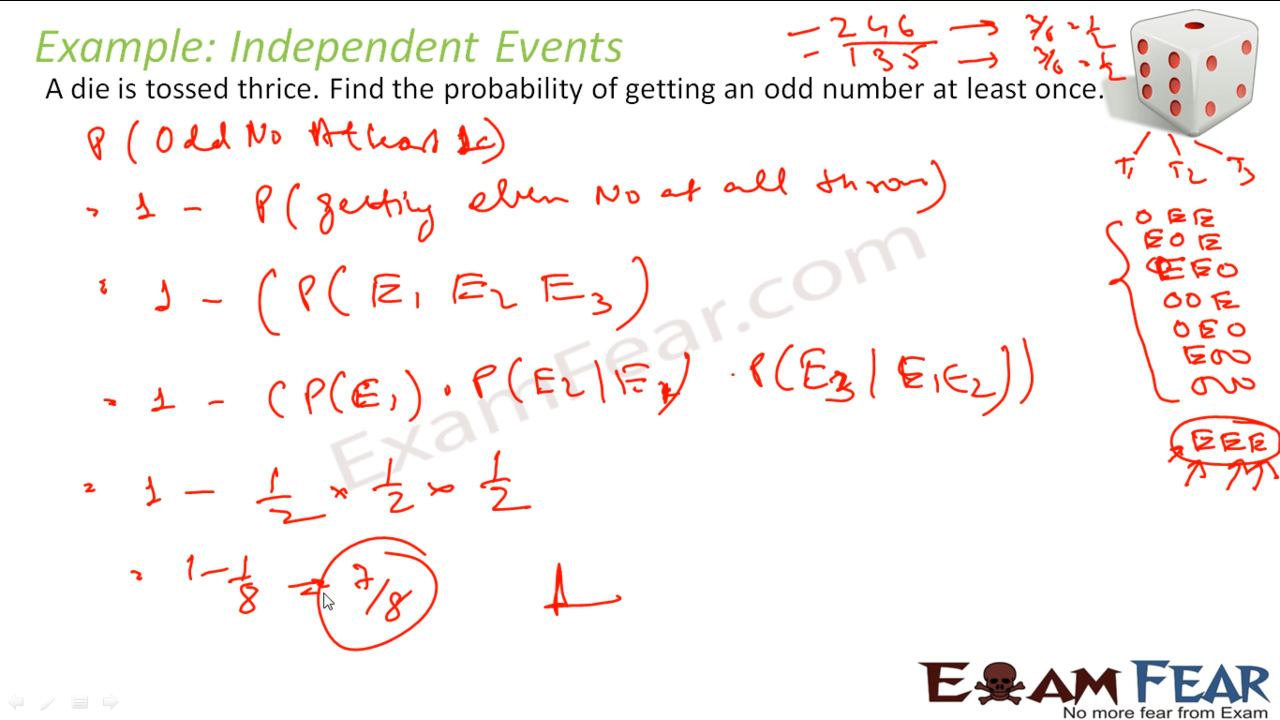 Example: Independent Events
A die is tossed thrice. Find the probability of getting an odd number at least once.
- 2 4 6 → 3/6 = 1/2
= 1 3 5 → 3/6 = 1/2
P (Odd No Atleast 1c)
= 1 - P( getting even No at all throw)
= 1 - (P( E1 E2 E3)
= 1 - (P(E1) . P(E2|E1) . P(E3|E1E2))
= 1 - 1/2 × 1/2 × 1/2
= 1 - 1/8 = 7/8
T1 T2 T3
O E E
E O E
E E O
O O E
O E O
E O O
O O O
E E E
ExamFear.com
EXAM FEAR
No more fear from Exam